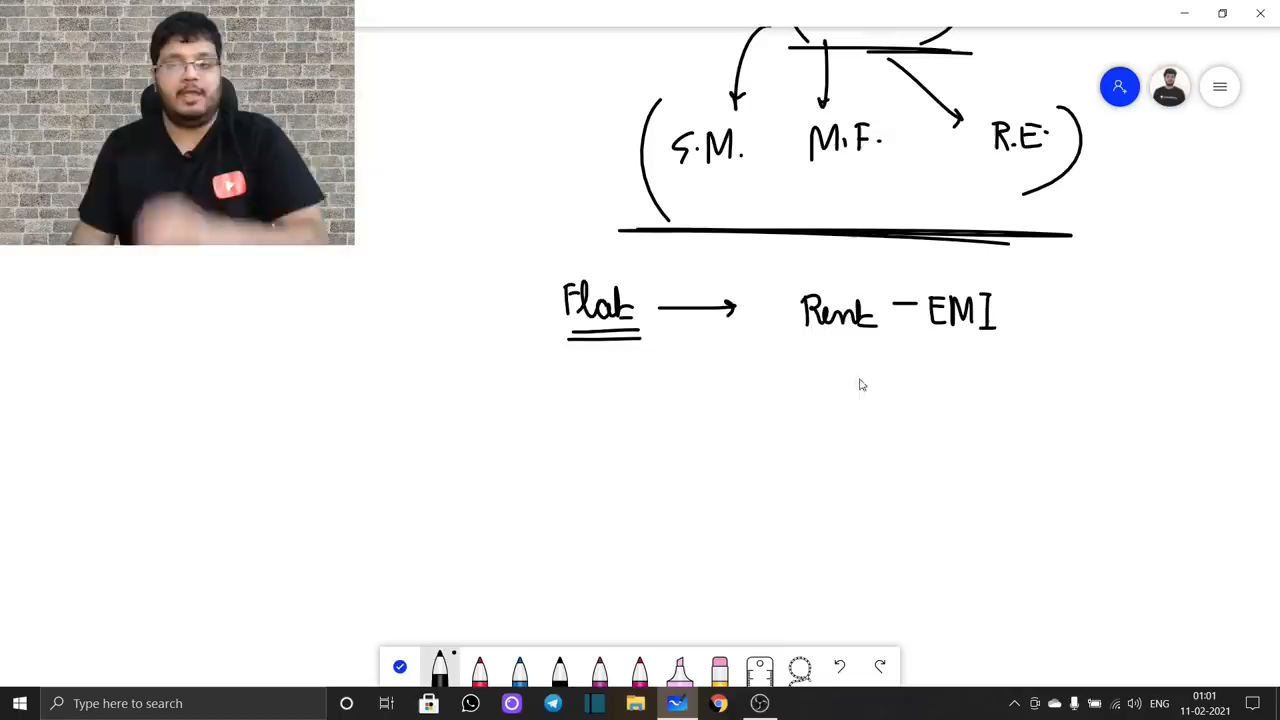 S.M. M.F. R.E.
Flat Rent - EMI
Type here to search
ENG
01:01
11-02-2021